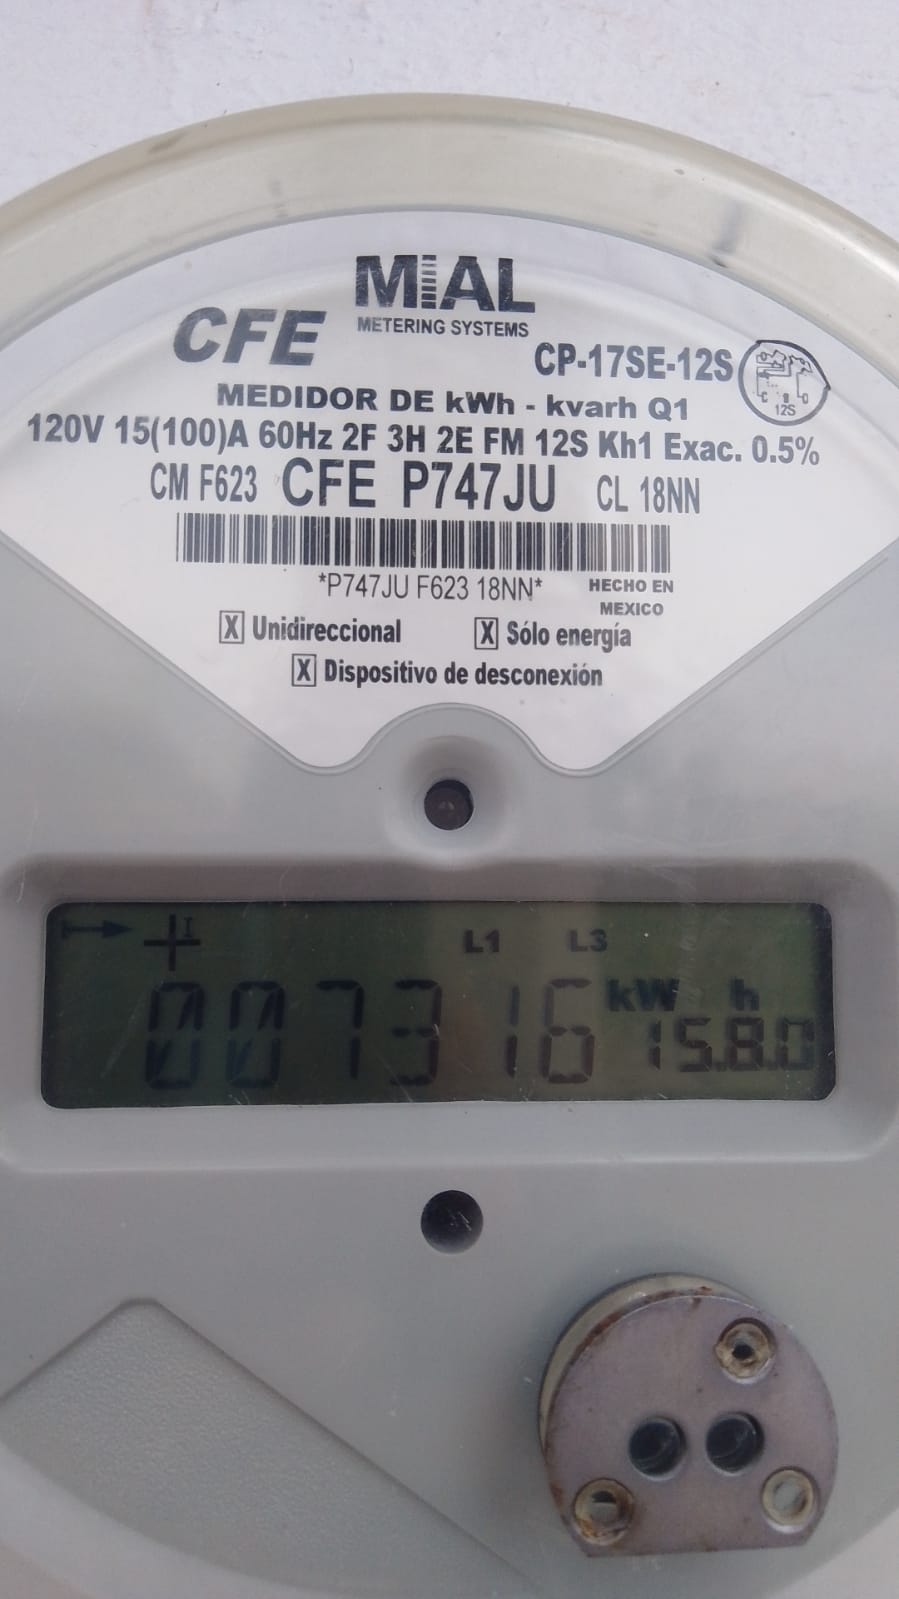 MIAL
METERING SYSTEMS
CFE
CP-17SE-12S
12S
MEDIDOR DE kWh - kvarh Q1
120V 15(100)A 60Hz 2F 3H 2E FM 12S Kh1 Exac. 0.5%
CM F623 CFE P747JU CL 18NN
*P747JU F623 18NN*
HECHO EN
MEXICO
X Unidireccional X Sólo energía
X Dispositivo de desconexión
L1 L3
007316 kWh 15.8.0